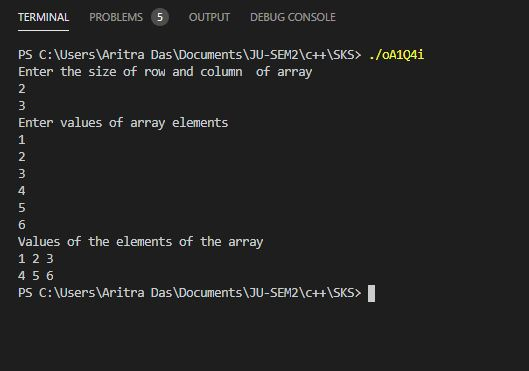 TERMINAL PROBLEMS 5 OUTPUT DEBUG CONSOLE
PS C:\Users\Aritra Das\Documents\JU-SEM2\c++\SKS> ./oA1Q4i
Enter the size of row and column  of array
2
3
Enter values of array elements
1
2
3
4
5
6
Values of the elements of the array
1 2 3
4 5 6
PS C:\Users\Aritra Das\Documents\JU-SEM2\c++\SKS>